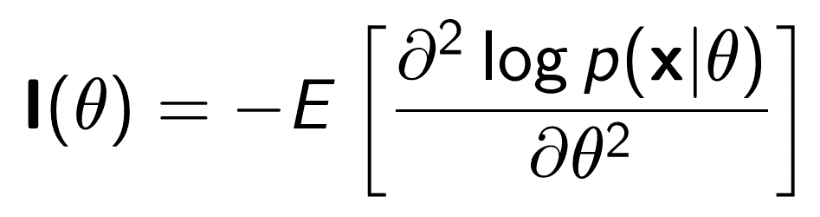 I(θ) = −E [ ∂² log p(x|θ) / ∂θ² ]